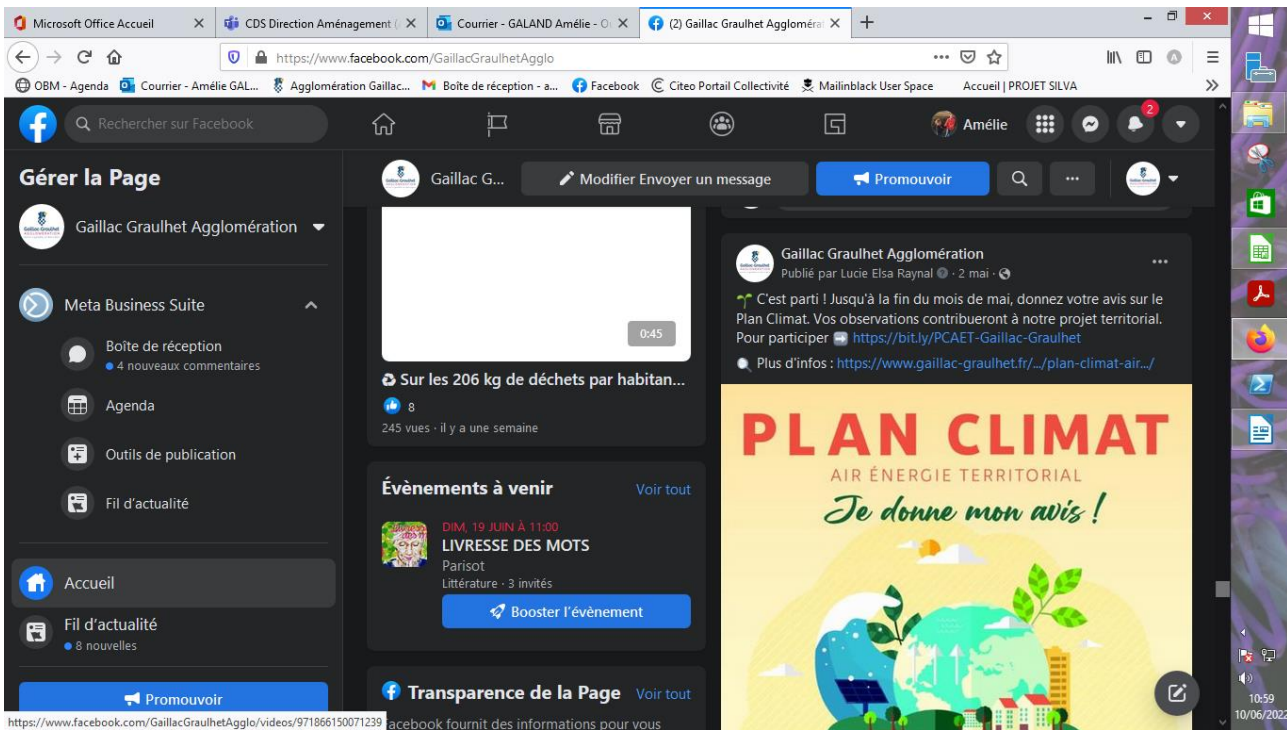 Microsoft Office Accueil
CDS Direction Aménagement (
Courrier - GALAND Amélie - O
(2) Gaillac Graulhet Aggloméra
https://www.facebook.com/GaillacGraulhetAgglo
OBM - Agenda
Courrier - Amélie GAL...
Agglomération Gaillac...
Boîte de réception - a...
Facebook
Citeo Portail Collectivité
Mailinblack User Space
Accueil | PROJET SILVA
Rechercher sur Facebook
Amélie
2
Gérer la Page
Gaillac Graulhet Agglomération
Meta Business Suite
Boîte de réception
4 nouveaux commentaires
Agenda
Outils de publication
Fil d'actualité
Accueil
Fil d'actualité
8 nouvelles
Promouvoir
https://www.facebook.com/GaillacGraulhetAgglo/videos/971866150071239
Gaillac G...
Modifier Envoyer un message
Promouvoir
0:45
Sur les 206 kg de déchets par habitan...
8
245 vues · il y a une semaine
Évènements à venir
Voir tout
DIM, 19 JUIN À 11:00
LIVRESSE DES MOTS
Parisot
Littérature · 3 invités
Booster l'évènement
Transparence de la Page
Voir tout
Facebook fournit des informations pour vous
Gaillac Graulhet Agglomération
Publié par Lucie Elsa Raynal · 2 mai ·
C'est parti ! Jusqu'à la fin du mois de mai, donnez votre avis sur le
Plan Climat. Vos observations contribueront à notre projet territorial.
Pour participer https://bit.ly/PCAET-Gaillac-Graulhet
Plus d'infos : https://www.gaillac-graulhet.fr/.../plan-climat-air.../
PLAN CLIMAT
AIR ÉNERGIE TERRITORIAL
Je donne mon avis !
10:59
10/06/2022